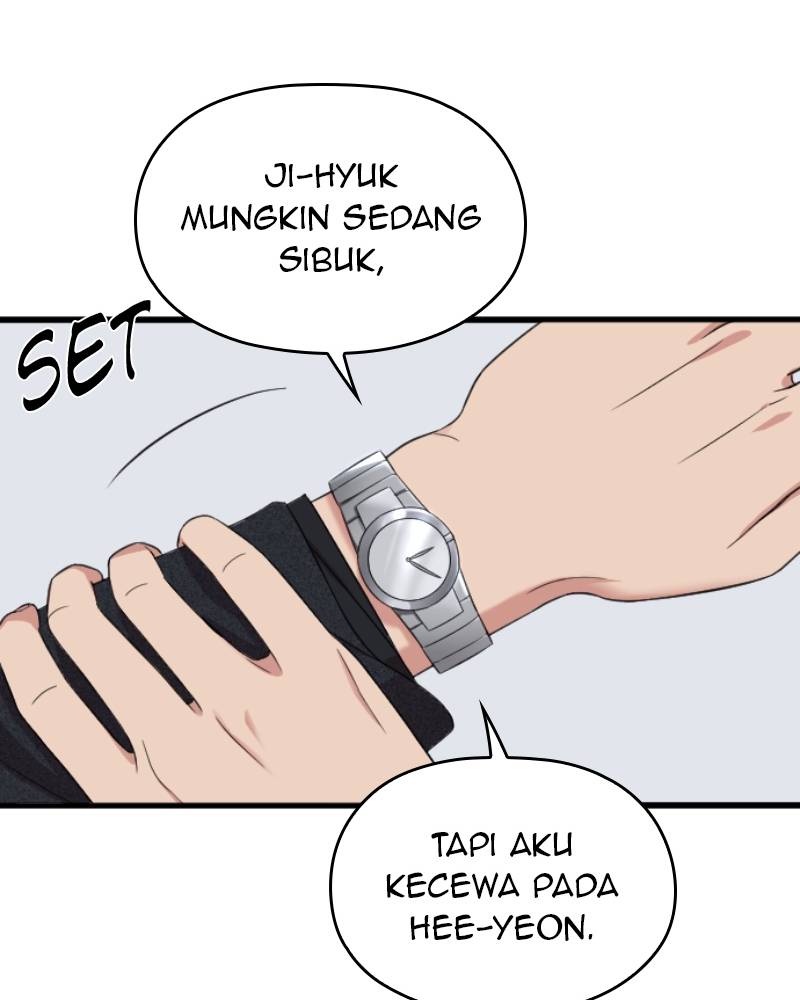 JI-HYUK
MUNGKIN SEDANG
SIBUK,
SET
TAPI AKU
KECEWA PADA
HEE-YEON.